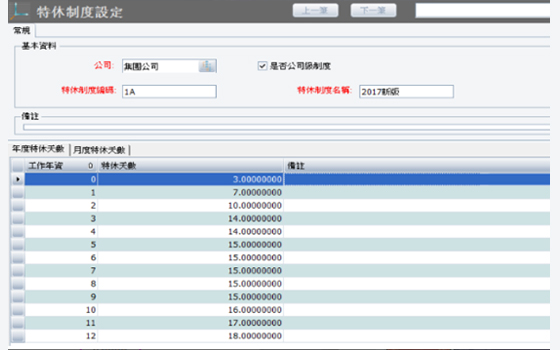 特休制度設定
上一筆 下一筆
常規
基本資料
公司: 集團公司 是否公司級制度
特休制度編碼: 1A 特休制度名稱: 2017新版
備註
年度特休天數 月度特休天數
工作年資 0 特休天數 備註
0 3.00000000
1 7.00000000
2 10.00000000
3 14.00000000
4 14.00000000
5 15.00000000
6 15.00000000
7 15.00000000
8 15.00000000
9 15.00000000
10 16.00000000
11 17.00000000
12 18.00000000